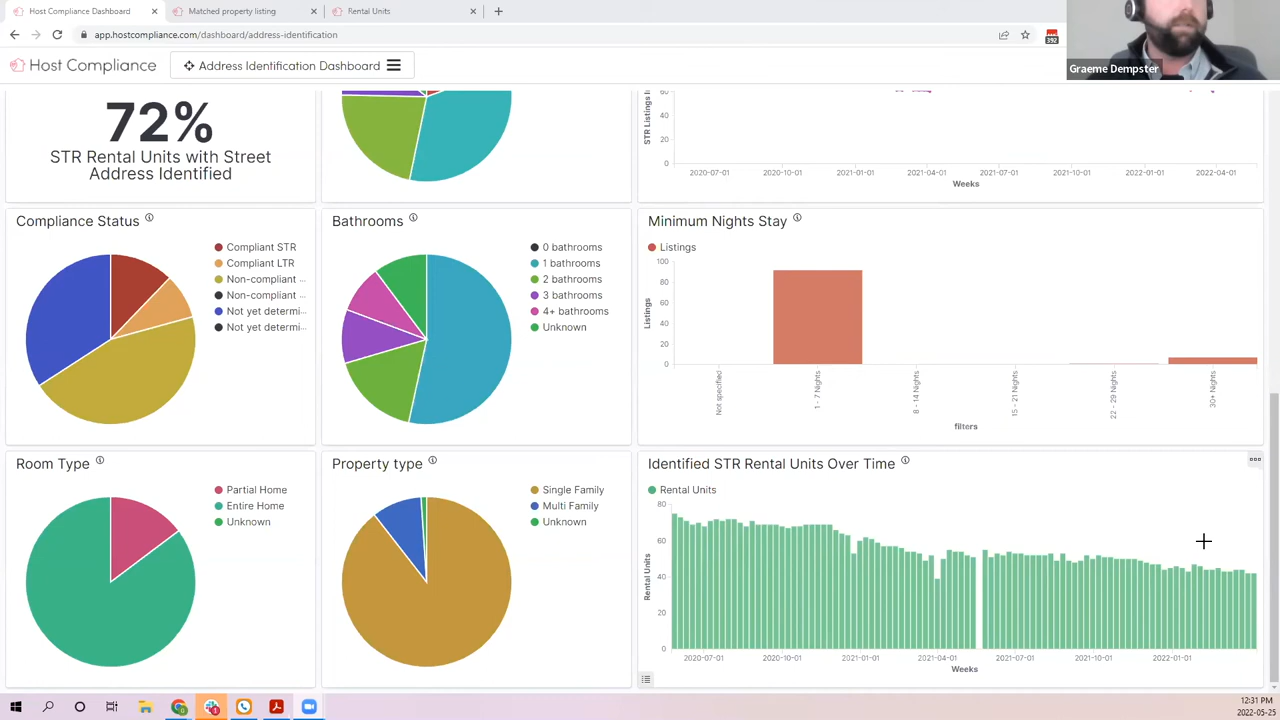 Host Compliance Dashboard
Matched property listing
Rental Units
app.hostcompliance.com/dashboard/address-identification
392
Host Compliance
Address Identification Dashboard
Graeme Dempster
72%
STR Rental Units with Street
Address Identified
STR Listings
60
40
20
0
2020-07-01
2020-10-01
2021-01-01
2021-04-01
2021-07-01
2021-10-01
2022-01-01
2022-04-01
Weeks
Compliance Status
Compliant STR
Compliant LTR
Non-compliant ...
Non-compliant ...
Not yet determi...
Not yet determi...
Bathrooms
0 bathrooms
1 bathrooms
2 bathrooms
3 bathrooms
4+ bathrooms
Unknown
Minimum Nights Stay
Listings
Listings
100
80
60
40
20
0
Not specified
1 - 7 Nights
8 - 14 Nights
15 - 21 Nights
22 - 29 Nights
30+ Nights
filters
Room Type
Partial Home
Entire Home
Unknown
Property type
Single Family
Multi Family
Unknown
Identified STR Rental Units Over Time
Rental Units
Rental Units
80
60
40
20
0
2020-07-01
2020-10-01
2021-01-01
2021-04-01
2021-07-01
2021-10-01
2022-01-01
Weeks
12:31 PM
2022-05-25